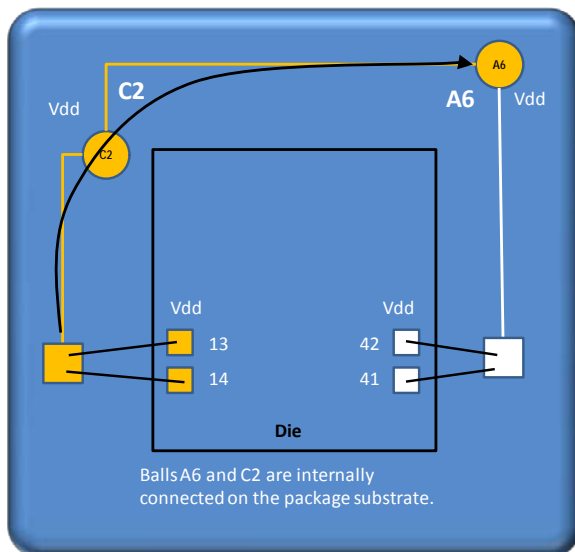 A6
C2
A6
Vdd
Vdd
C2
Vdd
Vdd
13
42
14
41
Die
Balls A6 and C2 are internally
connected on the package substrate.